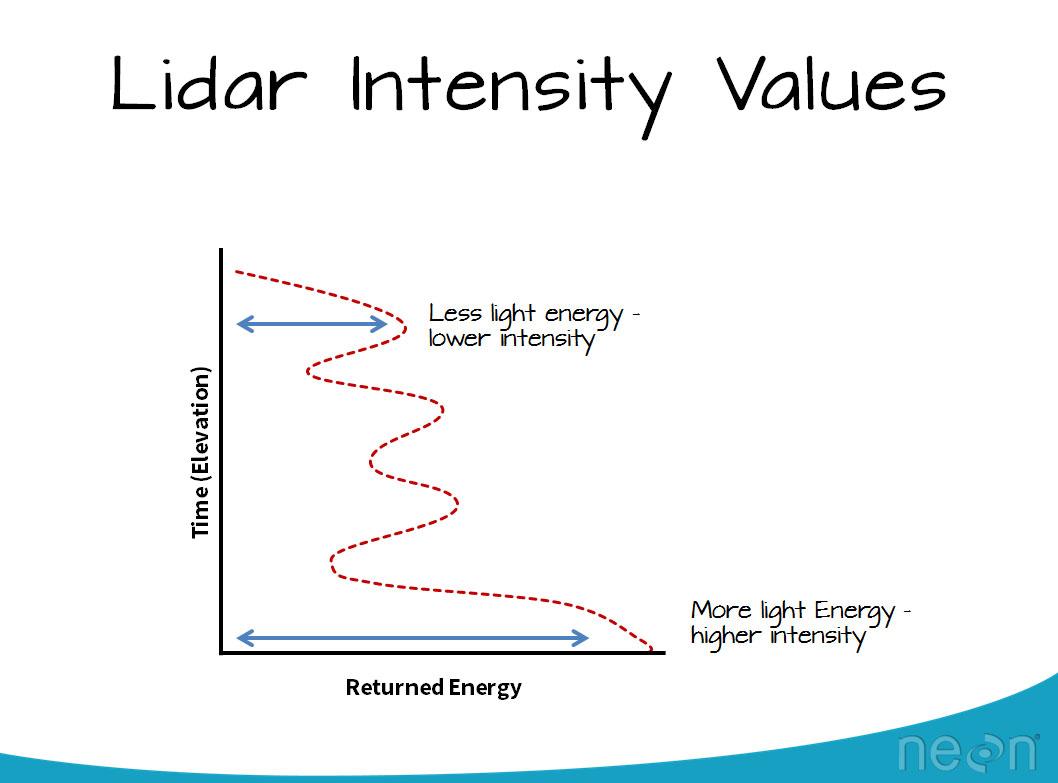 Lidar Intensity Values
Less light energy -
lower intensity
Time (Elevation)
More light Energy -
higher intensity
Returned Energy
neon®